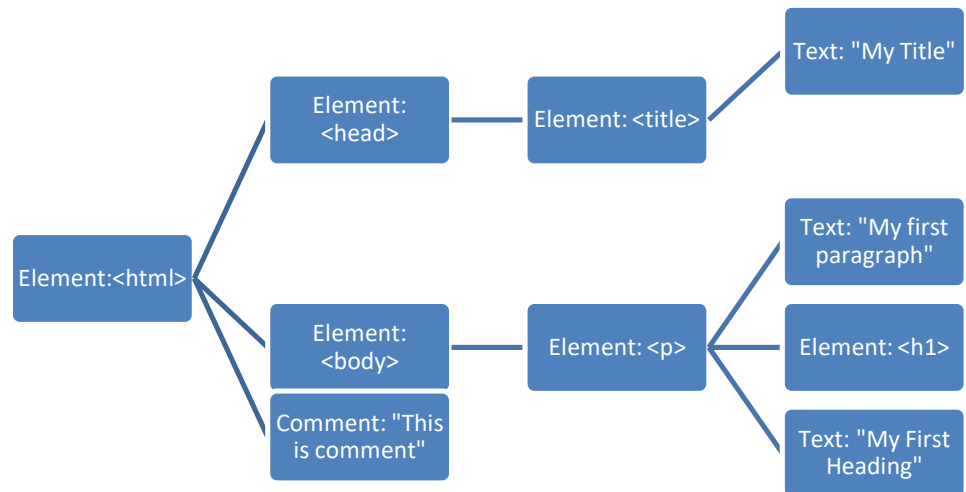 Text: "My Title"
Element:
<head>
Element: <title>
Text: "My first
paragraph"
Element:<html>
Element:
<body>
Element: <p>
Element: <h1>
Comment: "This
is comment"
Text: "My First
Heading"